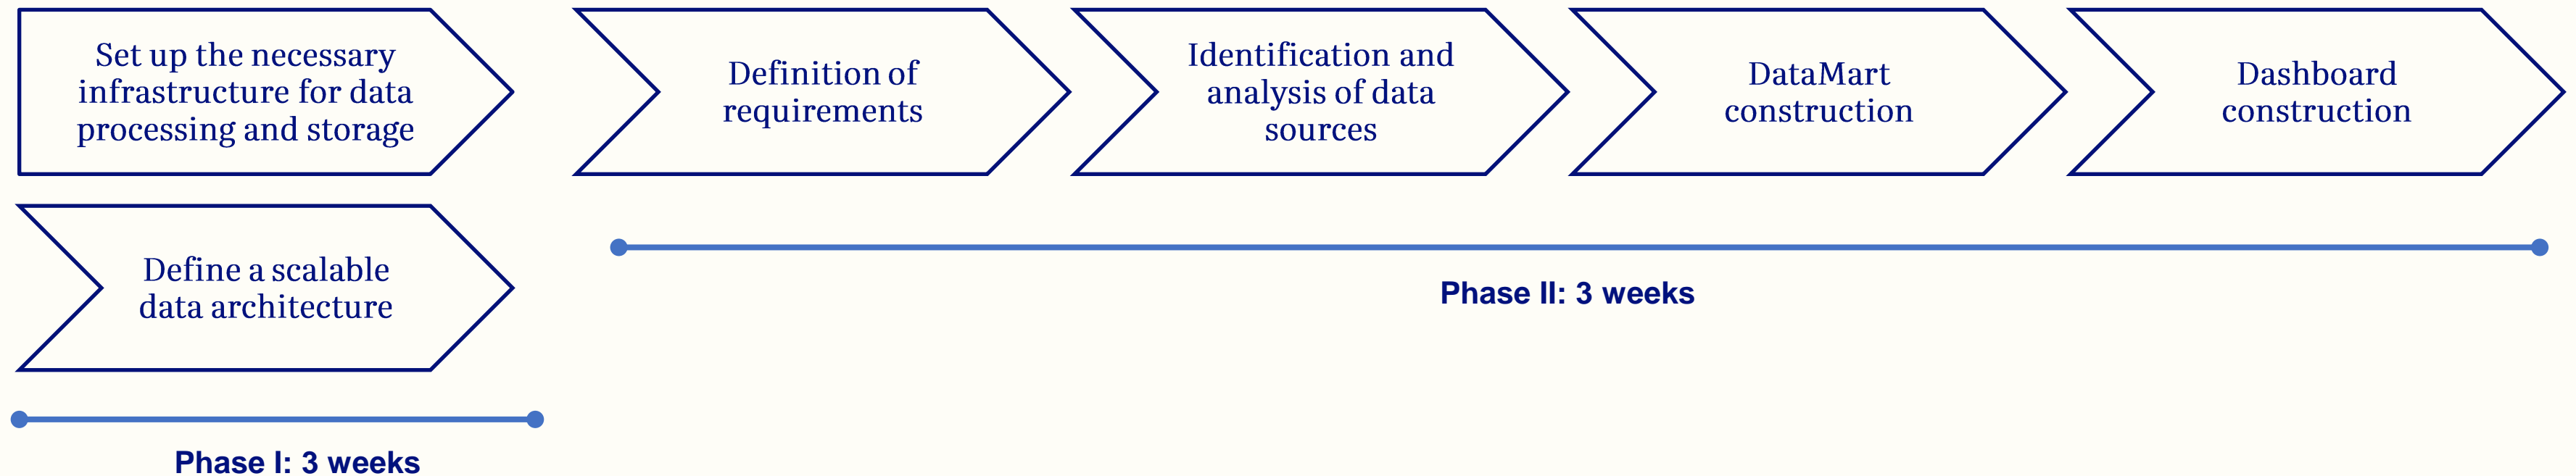 Set up the necessary
infrastructure for data
processing and storage
Definition of
requirements
Identification and
analysis of data
sources
DataMart
construction
Dashboard
construction
Define a scalable
data architecture
Phase II: 3 weeks
Phase I: 3 weeks